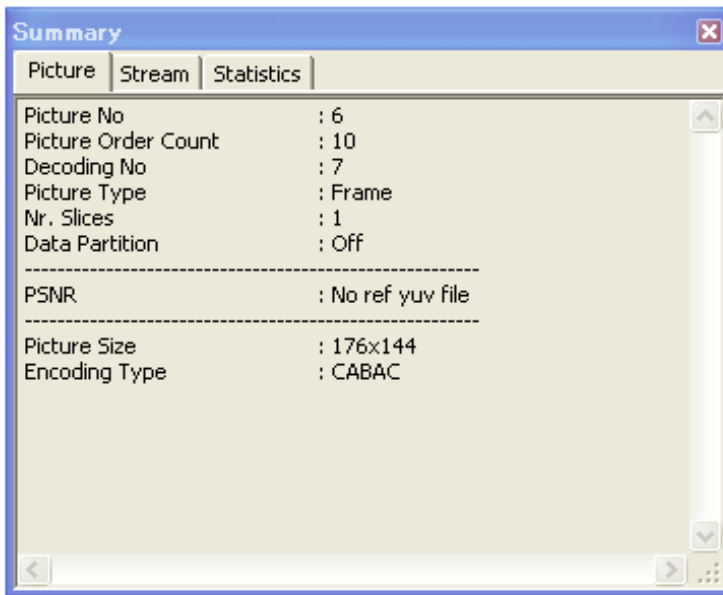 Summary
Picture Stream Statistics
Picture No : 6
Picture Order Count : 10
Decoding No : 7
Picture Type : Frame
Nr. Slices : 1
Data Partition : Off
--------------------------------------------------------
PSNR : No ref yuv file
--------------------------------------------------------
Picture Size : 176x144
Encoding Type : CABAC